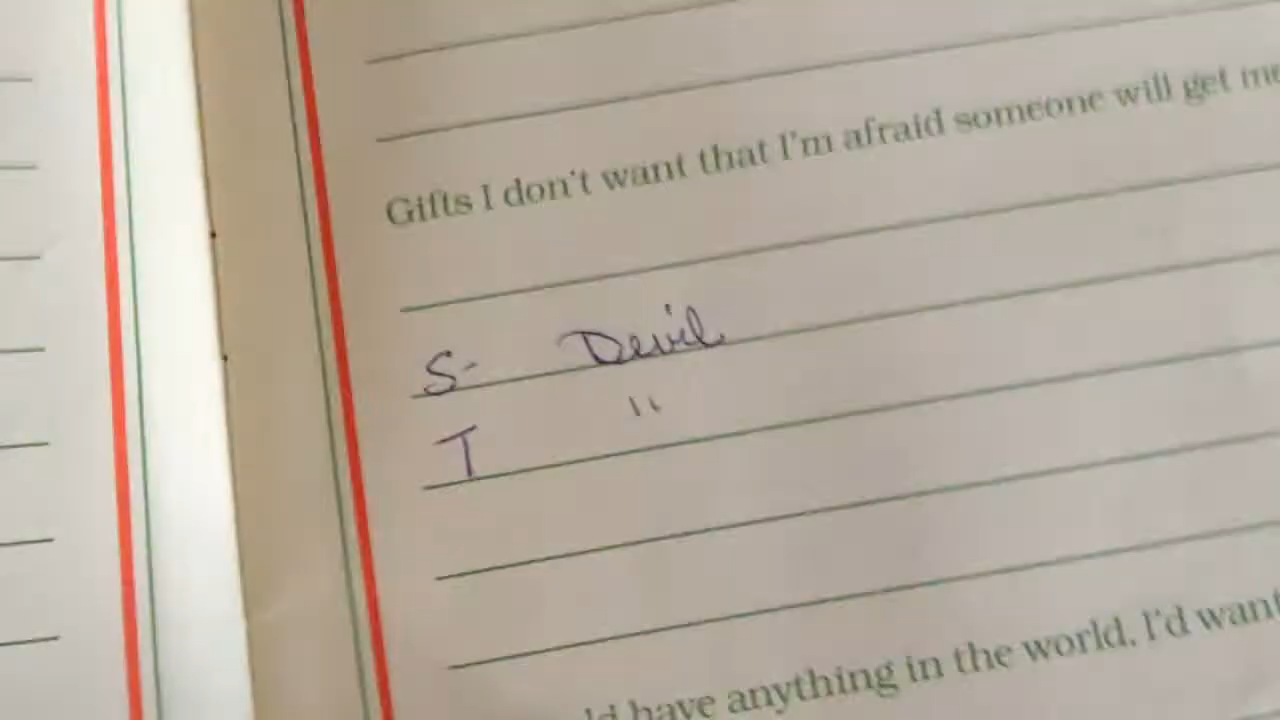 Gifts I don't want that I'm afraid someone will get me
S- Devil
T "
'd have anything in the world, I'd want